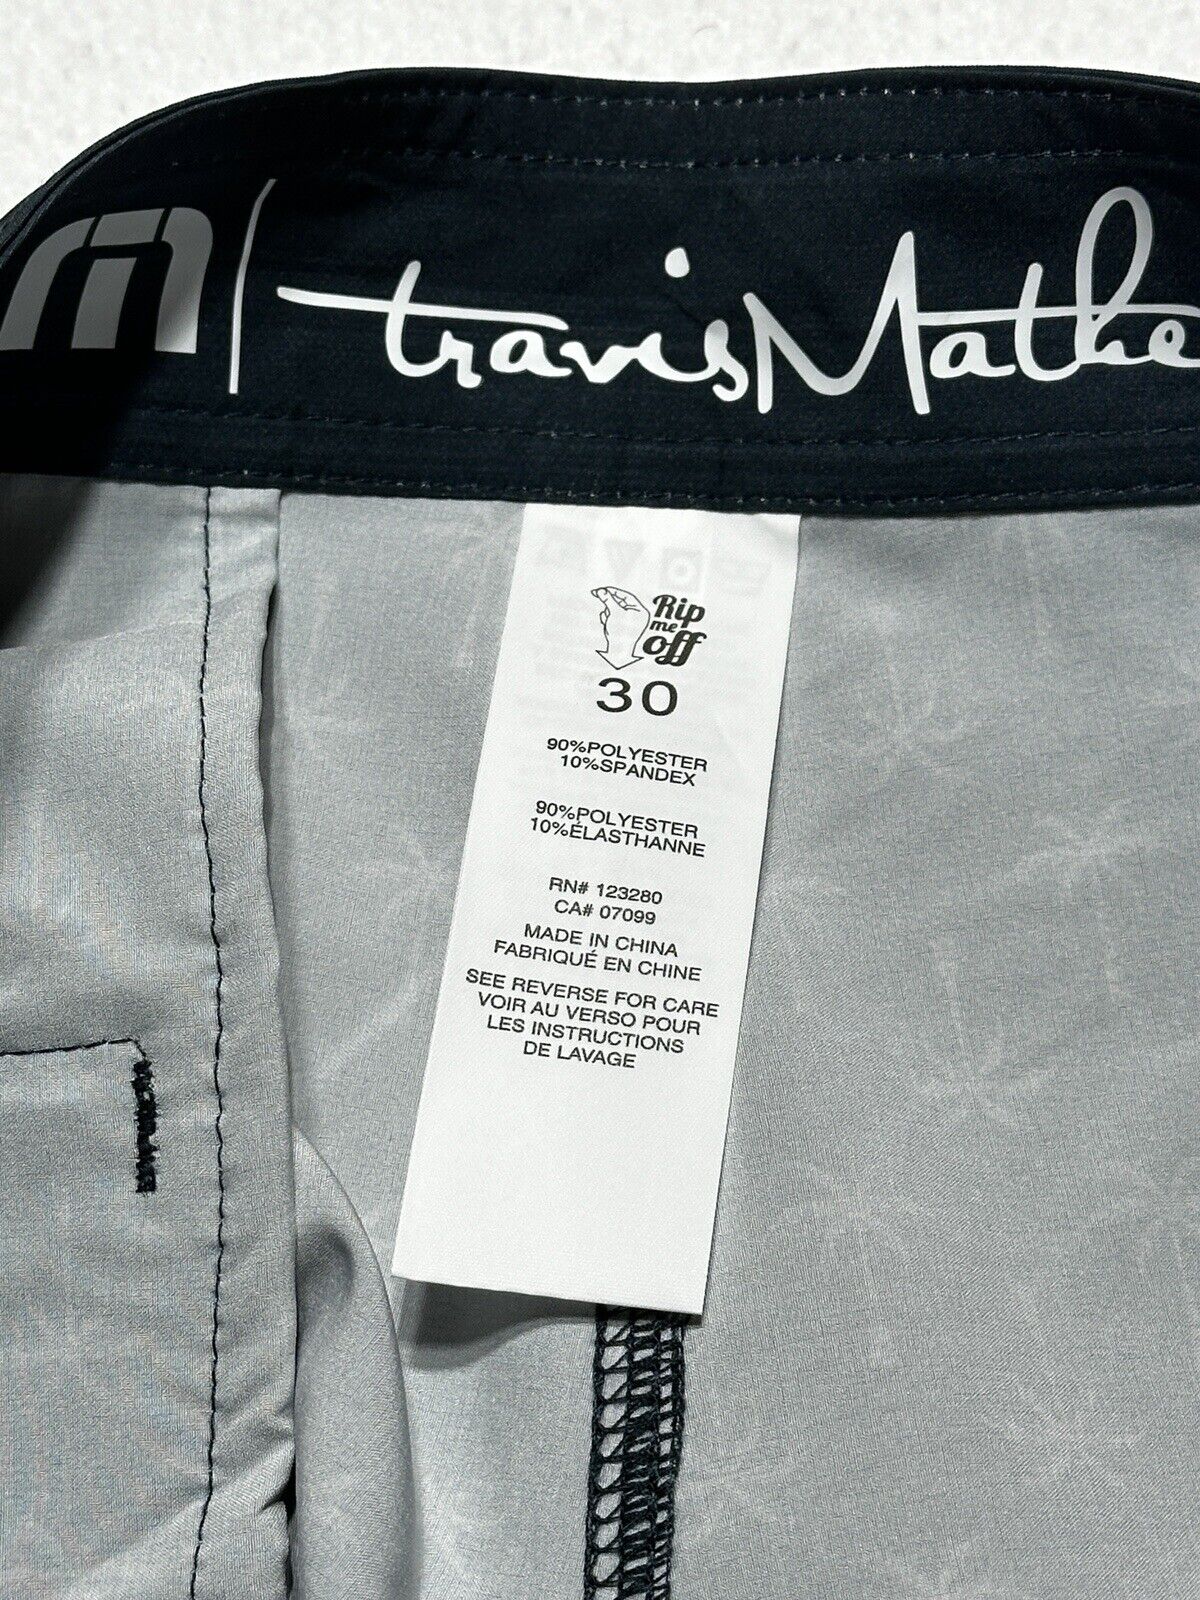 travisMathe
Rip
me
off
30
90%POLYESTER
10%SPANDEX
90%POLYESTER
10%ÉLASTHANNE
RN# 123280
CA# 07099
MADE IN CHINA
FABRIQUÉ EN CHINE
SEE REVERSE FOR CARE
VOIR AU VERSO POUR
LES INSTRUCTIONS
DE LAVAGE